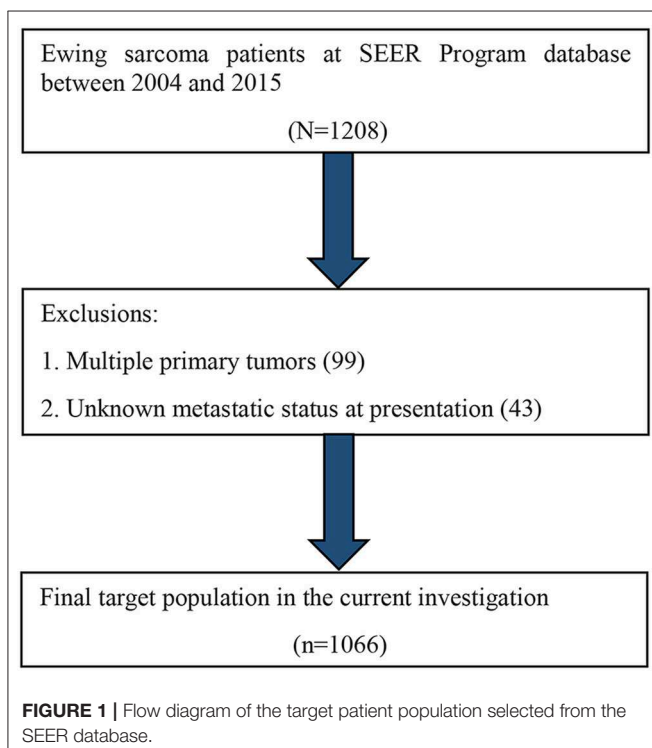 Ewing sarcoma patients at SEER Program database
between 2004 and 2015
(N=1208)
Exclusions:
1. Multiple primary tumors (99)
2. Unknown metastatic status at presentation (43)
Final target population in the current investigation
(n=1066)
FIGURE 1 | Flow diagram of the target patient population selected from the
SEER database.